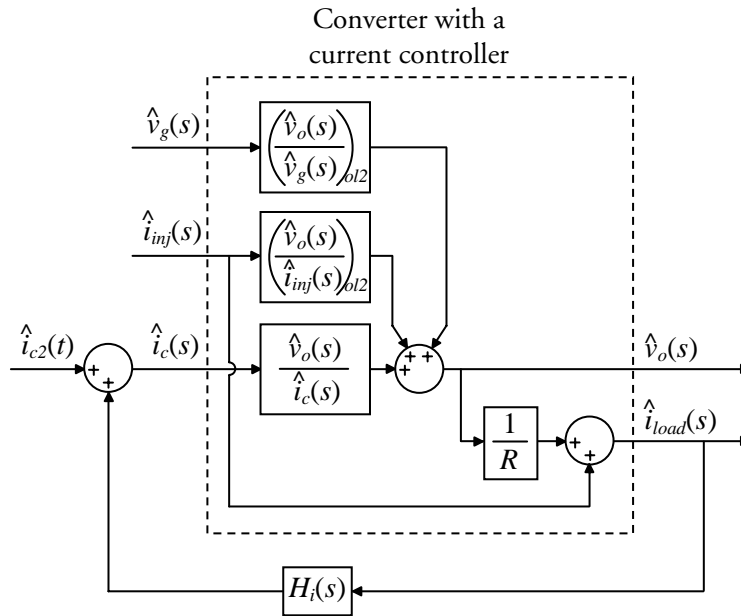 Converter with a
current controller
v̂g(s)
(v̂o(s)/v̂g(s))ol2
îinj(s)
(v̂o(s)/îinj(s))ol2
îc2(t)
îc(s)
v̂o(s)/îc(s)
+ +
+
+
+
v̂o(s)
îload(s)
1/R
+
+
Hi(s)